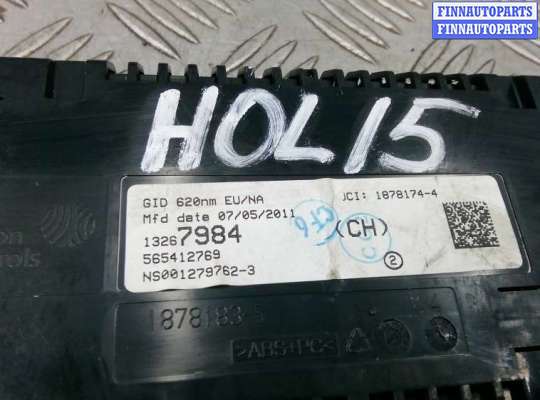 FINNAUTOPARTS
FINNAUTOPARTS
HOL15
GID 620nm EU/NA
JCI: 1878174-4
Mfd date 07/05/2011
13267984
(CH)
565412769
NS001279762-3
2
1878183
>ABS+PC<